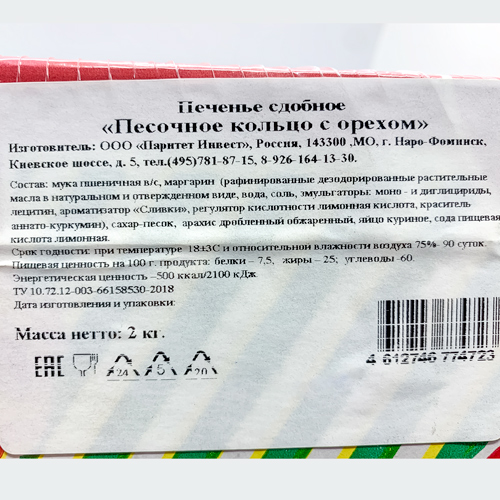 Печенье сдобное
«Песочное кольцо с орехом»
Изготовитель: ООО «Паритет Инвест», Россия, 143300 ,МО, г. Наро-Фоминск,
Киевское шоссе, д. 5, тел.(495)781-87-15, 8-926-164-13-30.
Состав: мука пшеничная в/с, маргарин (рафинированные дезодорированные растительные
масла в натуральном и отвержденном виде, вода, соль, эмульгаторы: моно - и диглицириды,
лецитин, ароматизатор «Сливки», регулятор кислотности лимонная кислота, краситель
аннато-куркумин), сахар-песок, арахис дробленный обжаренный, яйцо куриное, сода пищевая
кислота лимонная.
Срок годности: при температуре 18±3С и относительной влажности воздуха 75%- 90 суток.
Пищевая ценность на 100 г. продукта: белки – 7,5, жиры – 25; углеводы -60.
Энергетическая ценность –500 ккал/2100 кДж
ТУ 10.72.12-003-66158530-2018
Дата изготовления и упаковки:
Масса нетто: 2 кг.
4 612746 774723
EAC 24 5 20